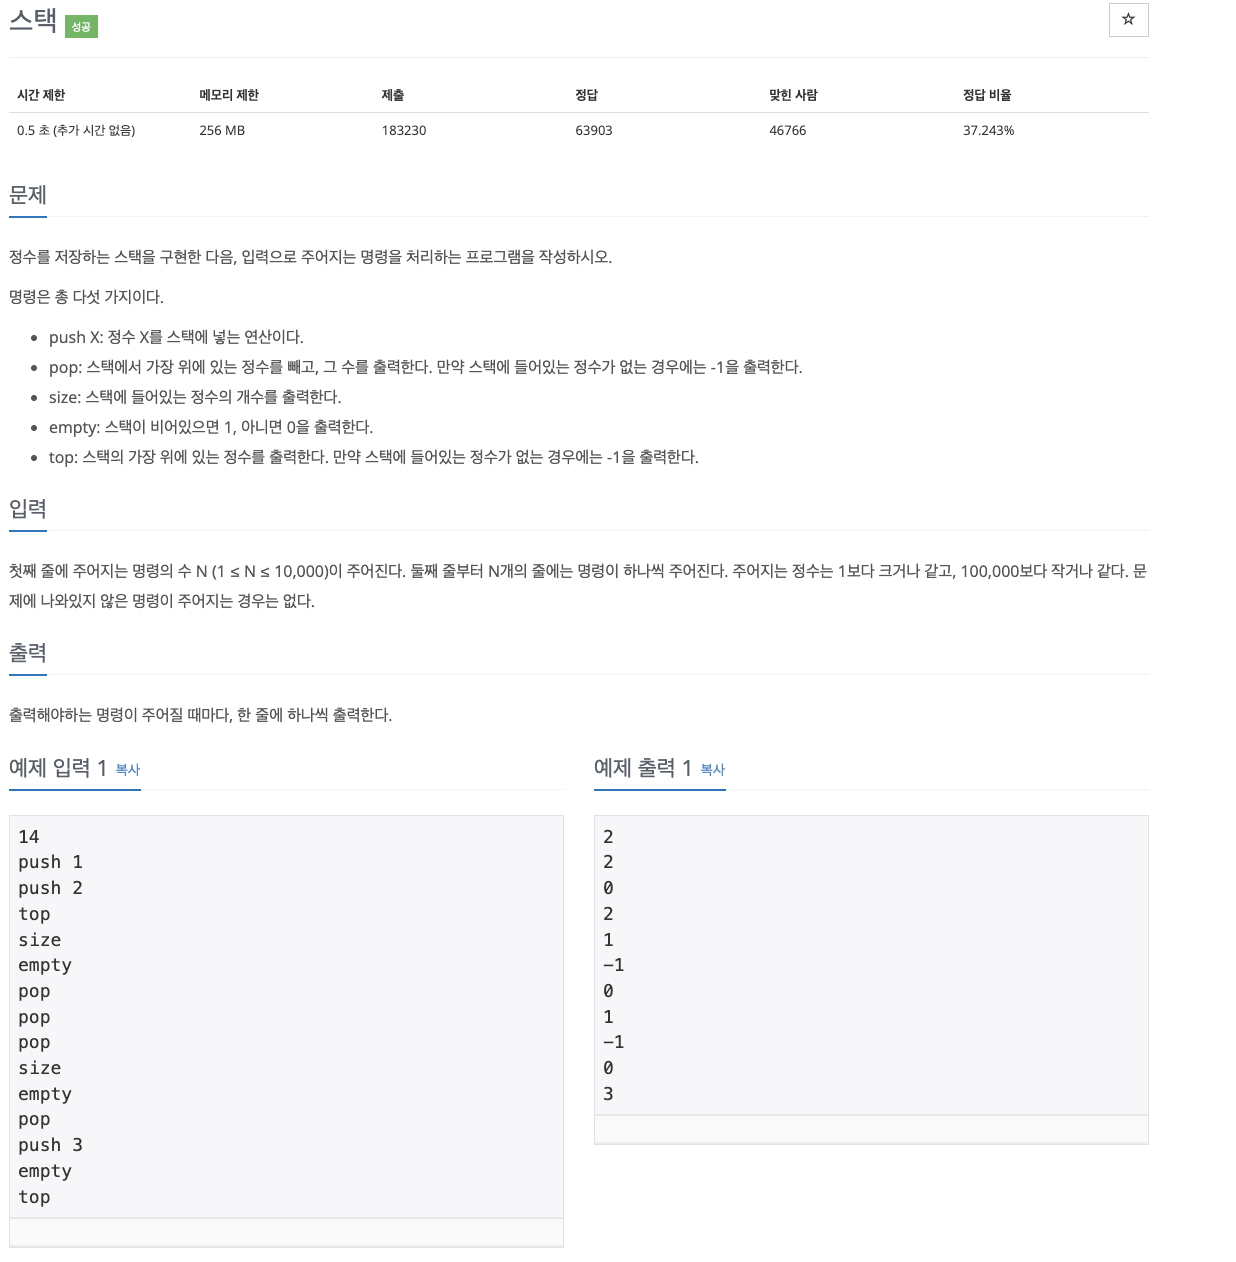 스택 성공
☆
시간 제한 메모리 제한 제출 정답 맞힌 사람 정답 비율
0.5 초 (추가 시간 없음) 256 MB 183230 63903 46766 37.243%
문제
정수를 저장하는 스택을 구현한 다음, 입력으로 주어지는 명령을 처리하는 프로그램을 작성하시오.
명령은 총 다섯 가지이다.
• push X: 정수 X를 스택에 넣는 연산이다.
• pop: 스택에서 가장 위에 있는 정수를 빼고, 그 수를 출력한다. 만약 스택에 들어있는 정수가 없는 경우에는 -1을 출력한다.
• size: 스택에 들어있는 정수의 개수를 출력한다.
• empty: 스택이 비어있으면 1, 아니면 0을 출력한다.
• top: 스택의 가장 위에 있는 정수를 출력한다. 만약 스택에 들어있는 정수가 없는 경우에는 -1을 출력한다.
입력
첫째 줄에 주어지는 명령의 수 N (1 ≤ N ≤ 10,000)이 주어진다. 둘째 줄부터 N개의 줄에는 명령이 하나씩 주어진다. 주어지는 정수는 1보다 크거나 같고, 100,000보다 작거나 같다. 문
제에 나와있지 않은 명령이 주어지는 경우는 없다.
출력
출력해야하는 명령이 주어질 때마다, 한 줄에 하나씩 출력한다.
예제 입력 1 복사
14
push 1
push 2
top
size
empty
pop
pop
pop
size
empty
pop
push 3
empty
top
예제 출력 1 복사
2
2
0
2
1
-1
0
1
-1
0
3